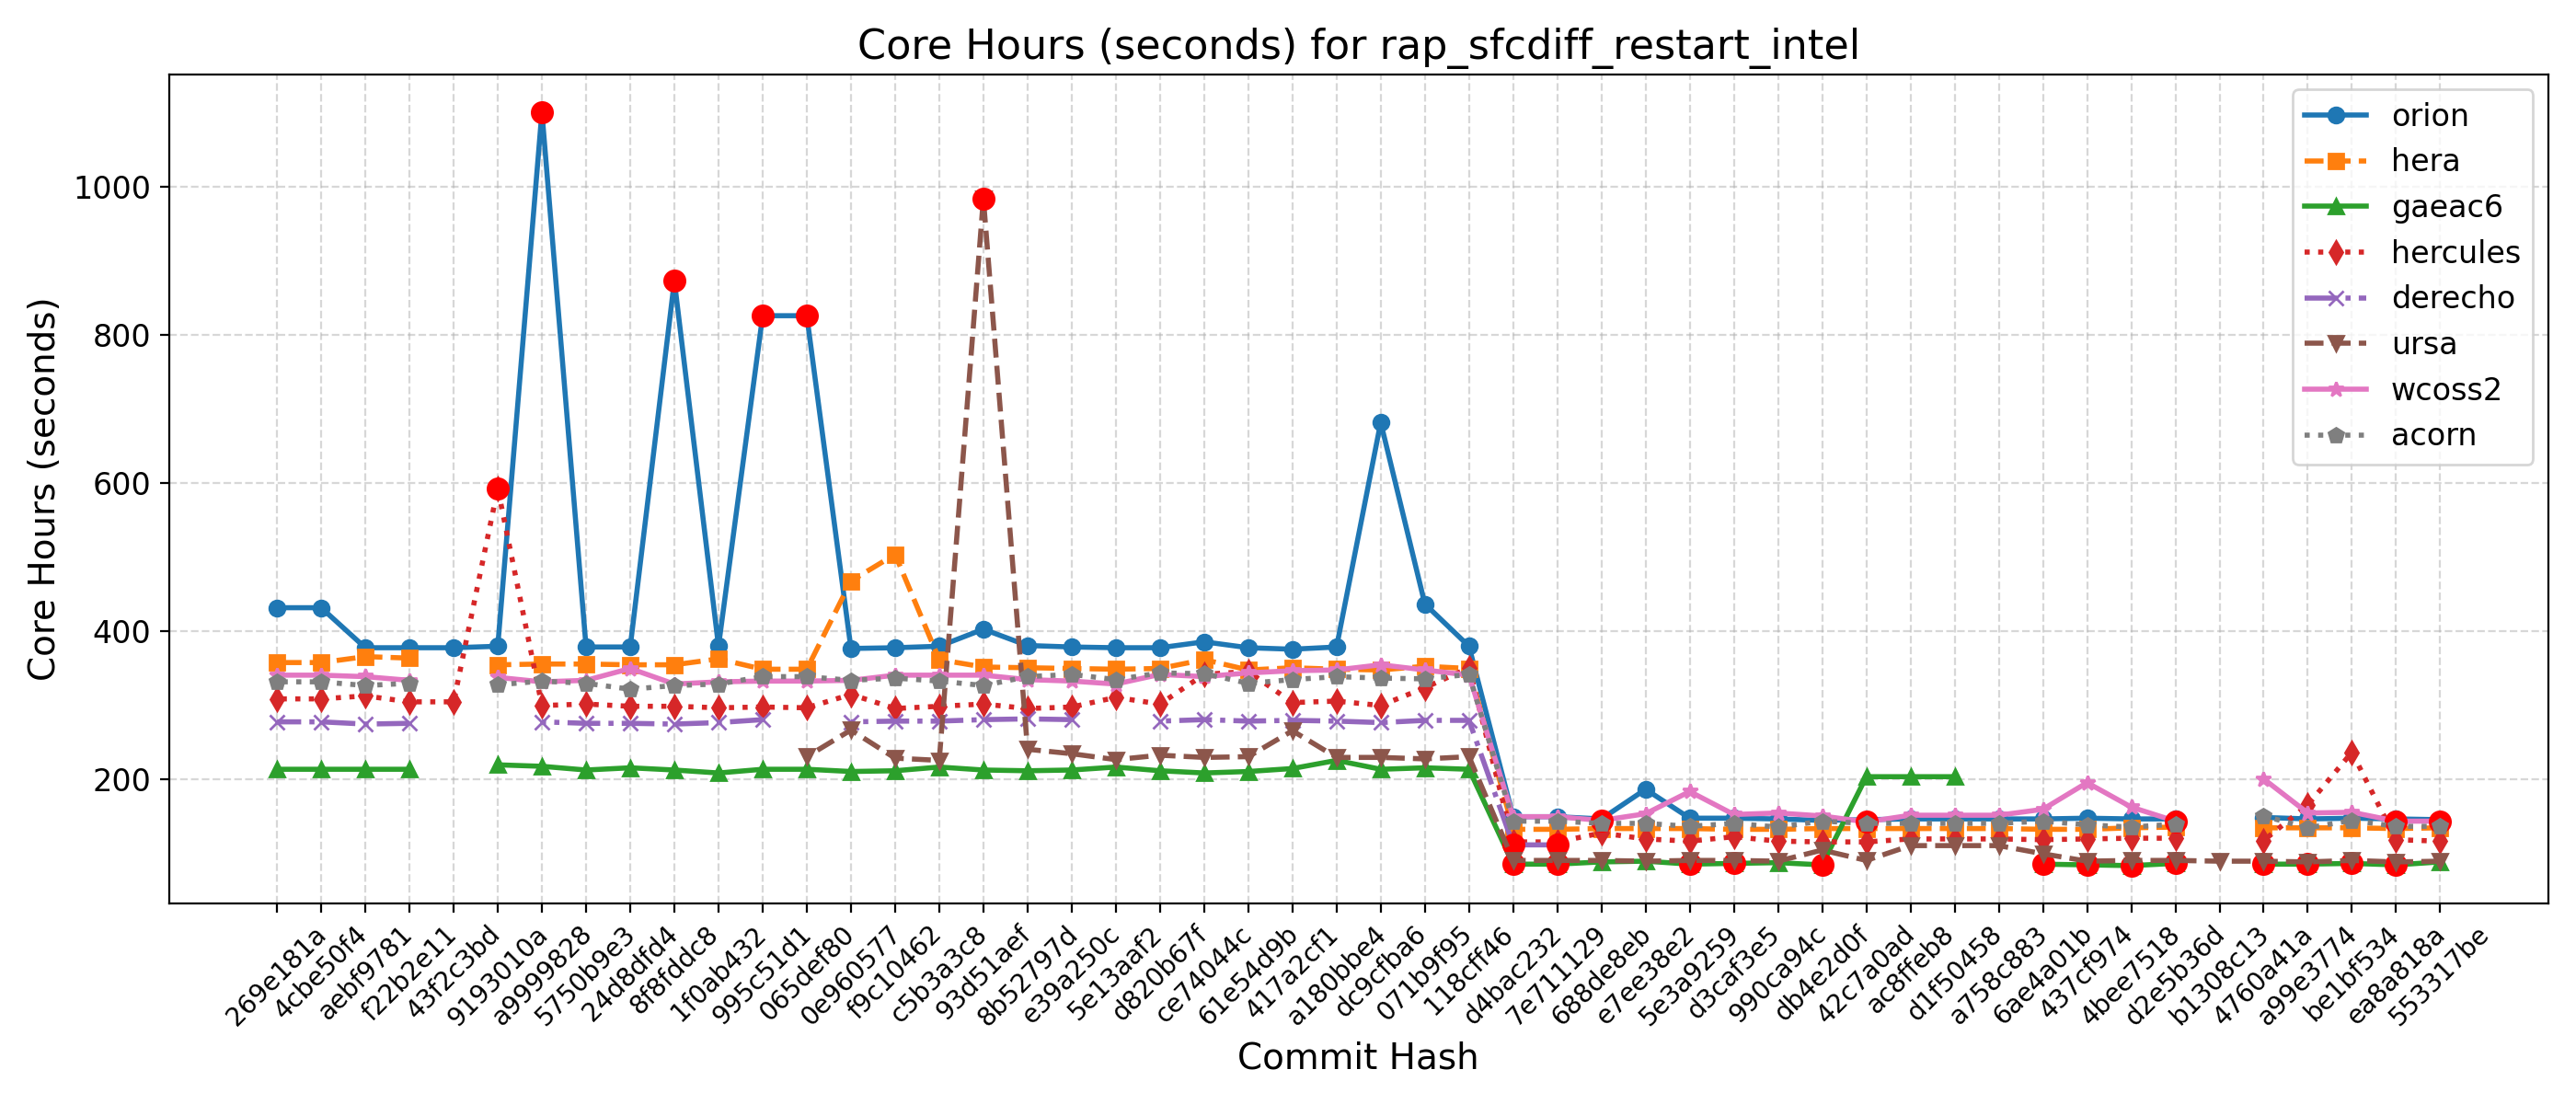 Core Hours (seconds) for rap_sfcdiff_restart_intel
Core Hours (seconds)
1000
800
600
400
200
orion
hera
gaeac6
hercules
derecho
ursa
wcoss2
acorn
269e181a
4cbe50f4
aebf9781
f22b2e11
43f2c3bd
9193010a
a9999828
5750b9e3
24d8dfd4
8f8fddc8
1f0ab432
995c51d1
065def80
0e960577
f9c10462
c5b3a3c8
93d51aef
8b52797d
e39a250c
5e13aaf2
d820b67f
ce74044c
61e54d9b
417a2cf1
a180bbe4
dc9cfba6
071b9f95
118cff46
d4bac232
7e711129
688de8eb
e7ee38e2
5e3a9259
d3caf3e5
990ca94c
db4e2d0f
42c7a0ad
ac8ffeb8
d1f50458
a758c883
6ae4a01b
437cf974
4bee7518
d2e5b36d
b1308c13
4760a41a
a99e3774
be1bf534
ea8a818a
553317be
Commit Hash